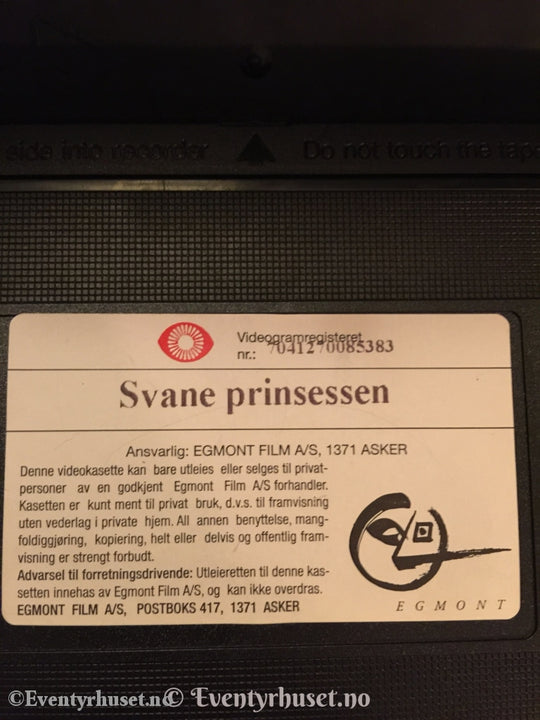 side into recorder ▲ Do not touch the tape
Videogramregisteret
nr.: 7041270085383
Svane prinsessen
Ansvarlig: EGMONT FILM A/S, 1371 ASKER
Denne videokasette kan bare utleies eller selges til privat-
personer av en godkjent Egmont Film A/S forhandler.
Kasetten er kunt ment til privat bruk, d.v.s. til framvisning
uten vederlag i private hjem. All annen benyttelse, mang-
foldiggjøring, kopiering, helt eller delvis og offentlig fram-
visning er strengt forbudt.
Advarsel til forretningsdrivende: Utleieretten til denne kas-
setten innehas av Egmont Film A/S, og kan ikke overdras.
EGMONT FILM A/S, POSTBOKS 417, 1371 ASKER
EGMONT
©Eventyrhuset.no © Eventyrhuset.no